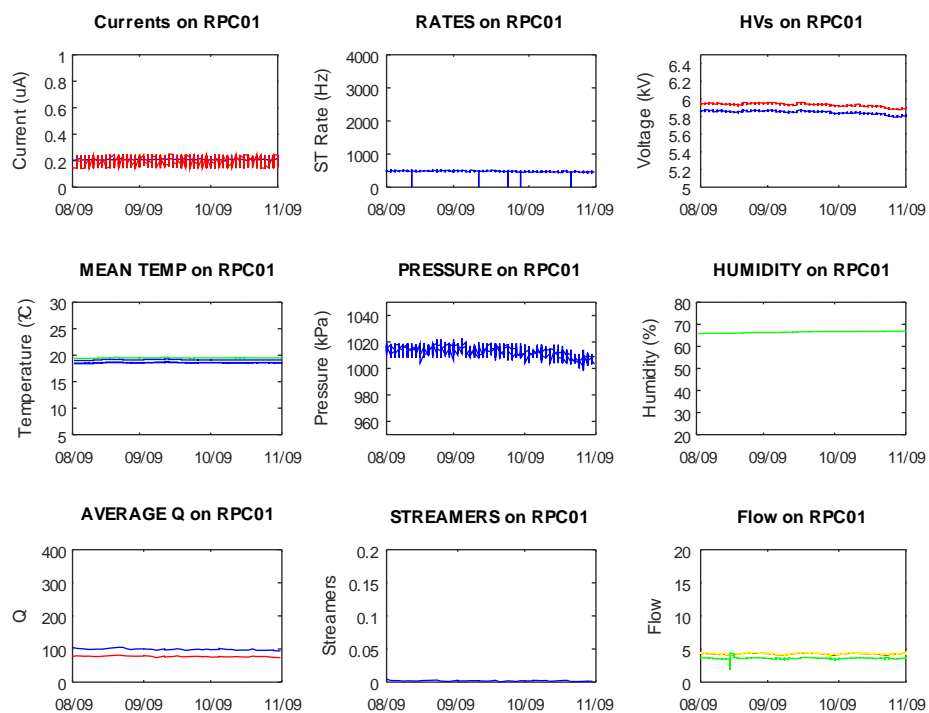 Currents on RPC01
Current (uA)
1
0.8
0.6
0.4
0.2
0
08/09 09/09 10/09 11/09
RATES on RPC01
ST Rate (Hz)
4000
3000
2000
1000
0
08/09 09/09 10/09 11/09
HVs on RPC01
Voltage (kV)
6.4
6.2
6
5.8
5.6
5.4
5.2
5
08/09 09/09 10/09 11/09
MEAN TEMP on RPC01
Temperature (?C)
30
25
20
15
10
5
08/09 09/09 10/09 11/09
PRESSURE on RPC01
Pressure (kPa)
1040
1020
1000
980
960
08/09 09/09 10/09 11/09
HUMIDITY on RPC01
Humidity (%)
80
70
60
50
40
30
20
08/09 09/09 10/09 11/09
AVERAGE Q on RPC01
Q
400
300
200
100
0
08/09 09/09 10/09 11/09
STREAMERS on RPC01
Streamers
0.2
0.15
0.1
0.05
0
08/09 09/09 10/09 11/09
Flow on RPC01
Flow
20
15
10
5
0
08/09 09/09 10/09 11/09